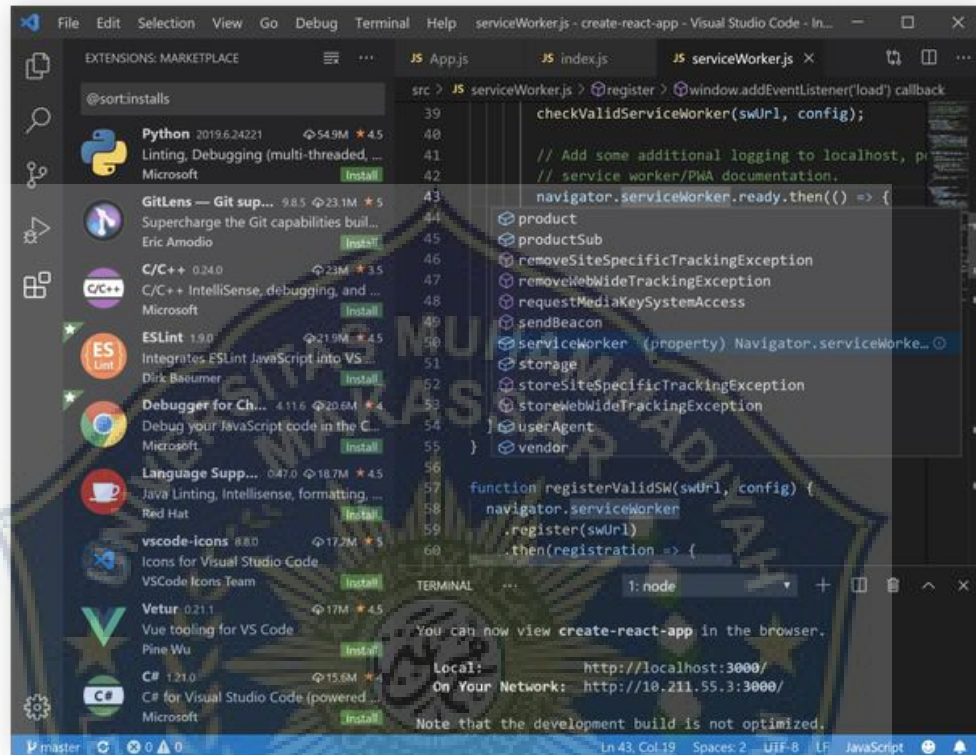 File Edit Selection View Go Debug Terminal Help serviceWorker.js - create-react-app - Visual Studio Code - In...
EXTENSIONS: MARKETPLACE
@sort:installs
Python 2019.6.24221 54.9M ★ 4.5
Linting, Debugging (multi-threaded, ...
Microsoft Install
GitLens — Git sup... 9.8.5 23.1M ★ 5
Supercharge the Git capabilities buil...
Eric Amodio Install
C/C++ 0.24.0 23M ★ 3.5
C/C++ IntelliSense, debugging, and ...
Microsoft Install
ESLint 1.9.0 21.9M ★ 4.5
Integrates ESLint JavaScript into VS ...
Dirk Baeumer Install
Debugger for Ch... 4.11.6 20.6M ★ 4
Debug your JavaScript code in the C...
Microsoft Install
Language Supp... 0.47.0 18.7M ★ 4.5
Java Linting, Intellisense, formatting, ...
Red Hat Install
vscode-icons 8.8.0 17.2M ★ 5
Icons for Visual Studio Code
VSCode Icons Team Install
Vetur 0.21.1 17M ★ 4.5
Vue tooling for VS Code
Pine Wu Install
C# 1.21.0 15.6M ★ 4
C# for Visual Studio Code (powered ...
Microsoft Install
C/C++
ES
Lint
C#
JS App.js JS index.js JS serviceWorker.js ×
src > JS serviceWorker.js > register > window.addEventListener('load') callback
39 checkValidServiceWorker(swUrl, config);
40
41 // Add some additional logging to localhost, p
42 // service worker/PWA documentation.
43 navigator.serviceWorker.ready.then(() => {
44 product
45 productSub
46 removeSiteSpecificTrackingException
47 removeWebWideTrackingException
48 requestMediaKeySystemAccess
49 sendBeacon
50 serviceWorker (property) Navigator.serviceWorke...
51 storage
52 storeSiteSpecificTrackingException
53 storeWebWideTrackingException
54 } userAgent
55 } vendor
56
57 function registerValidSW(swUrl, config) {
58 navigator.serviceWorker
59 .register(swUrl)
60 .then(registration => {
TERMINAL ... 1: node
You can now view create-react-app in the browser.
Local: http://localhost:3000/
On Your Network: http://10.211.55.3:3000/
Note that the development build is not optimized.
master 0 0 Ln 43, Col 19 Spaces: 2 UTF-8 LF JavaScript
UNIVERSITAS MUHAMMADIYAH
MAKASSAR